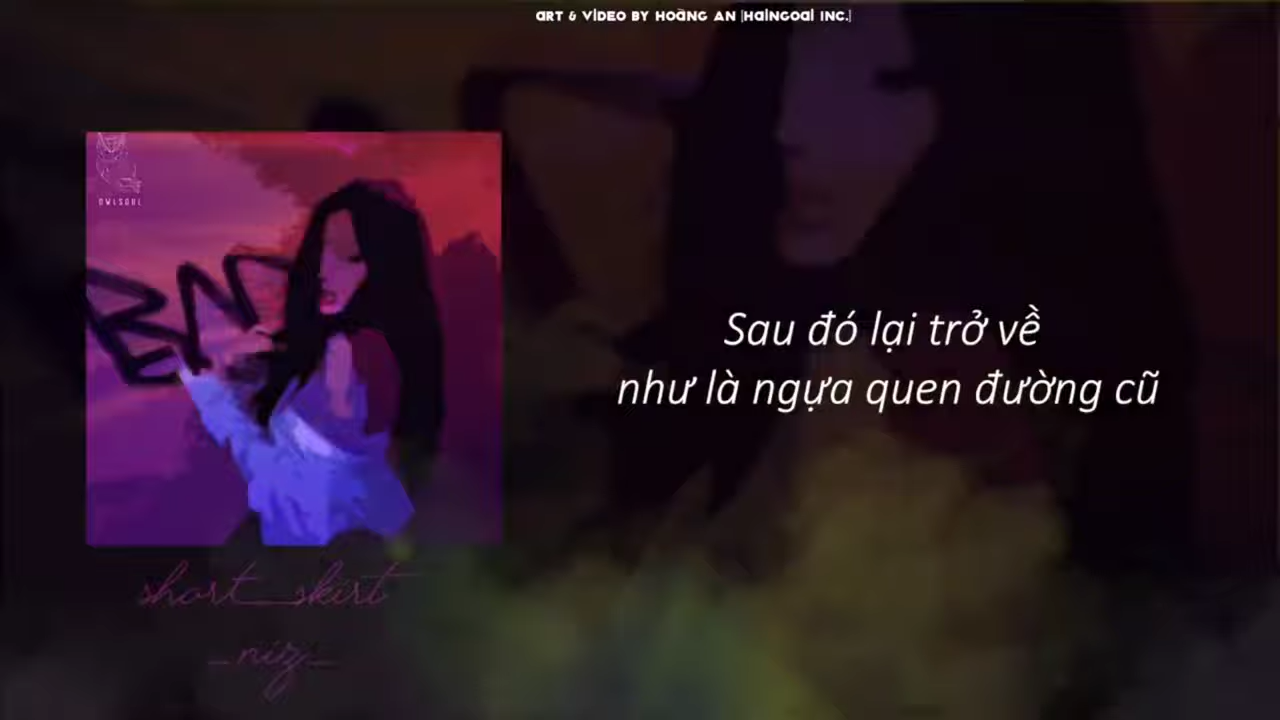 ART & VIDEO BY HOÀNG AN |HAINGOAI INC.|
OWLSOUL
Sau đó lại trở về
như là ngựa quen đường cũ
short_skirt
_niz_